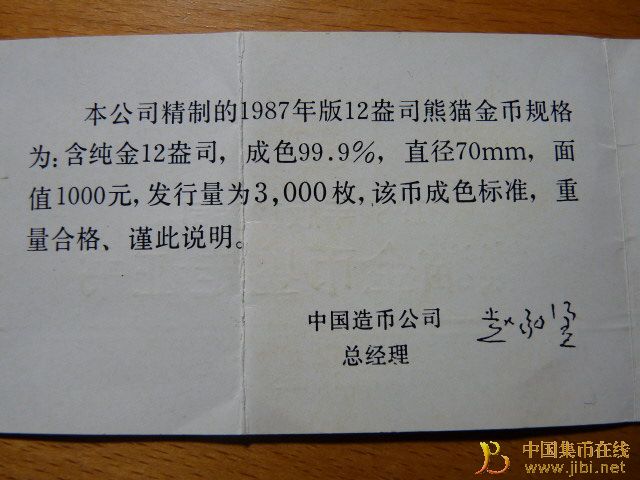 本公司精制的1987年版12盎司熊猫金币规格
为:含纯金12盎司，成色99.9%，直径70mm，面
值1000元,发行量为3,000枚,该币成色标准，重
量合格、谨此说明。
中国造币公司
总经理
中国集币在线
www.jibi.net